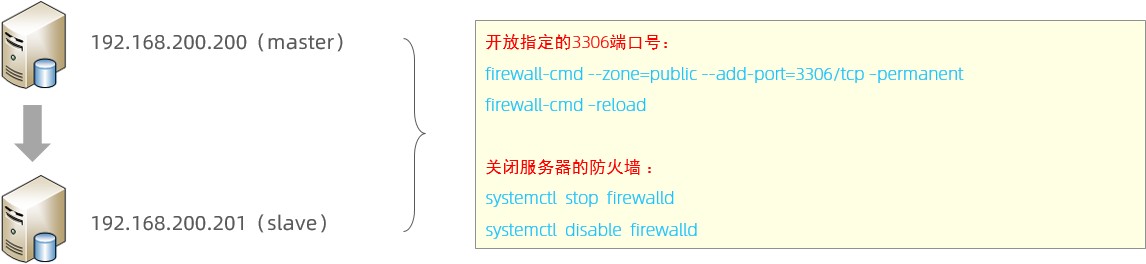 192.168.200.200（master）
开放指定的3306端口号：
firewall-cmd --zone=public --add-port=3306/tcp -permanent
firewall-cmd -reload
关闭服务器的防火墙：
systemctl stop firewalld
systemctl disable firewalld
192.168.200.201（slave）